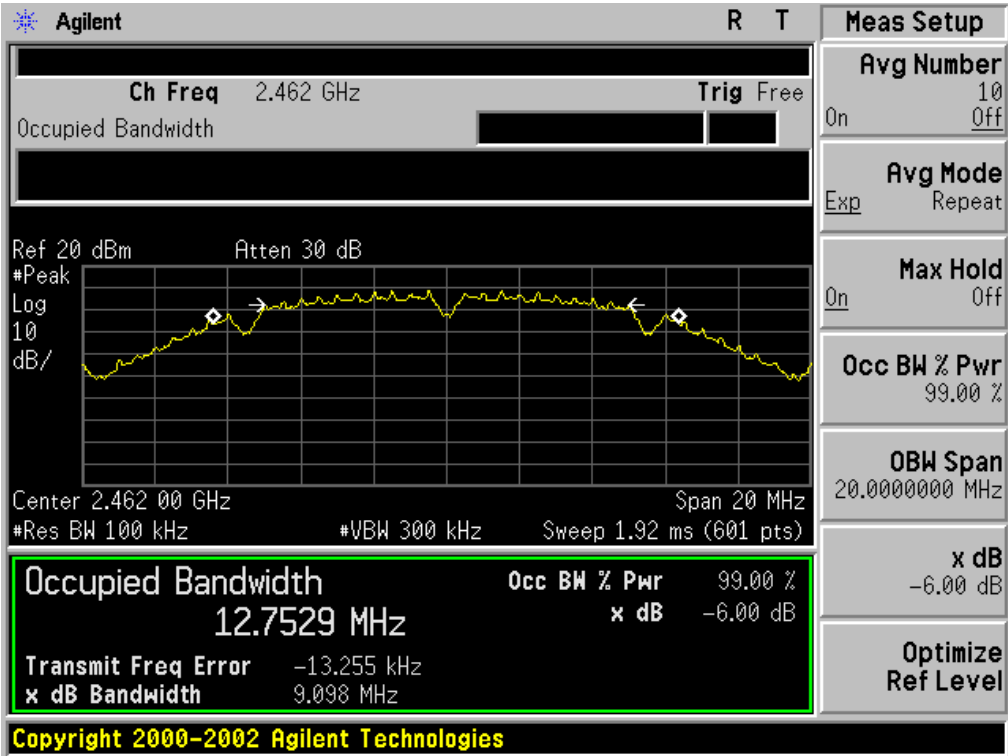 Agilent R T
Ch Freq 2.462 GHz Trig Free
Occupied Bandwidth
Ref 20 dBm Atten 30 dB
#Peak
Log
10
dB/
Center 2.462 00 GHz Span 20 MHz
#Res BW 100 kHz #VBW 300 kHz Sweep 1.92 ms (601 pts)
Occupied Bandwidth
12.7529 MHz
Occ BW % Pwr 99.00 %
x dB -6.00 dB
Transmit Freq Error -13.255 kHz
x dB Bandwidth 9.098 MHz
Copyright 2000-2002 Agilent Technologies
Meas Setup
Avg Number
10
On Off
Avg Mode
Exp Repeat
Max Hold
On Off
Occ BW % Pwr
99.00 %
OBW Span
20.0000000 MHz
x dB
-6.00 dB
Optimize
Ref Level